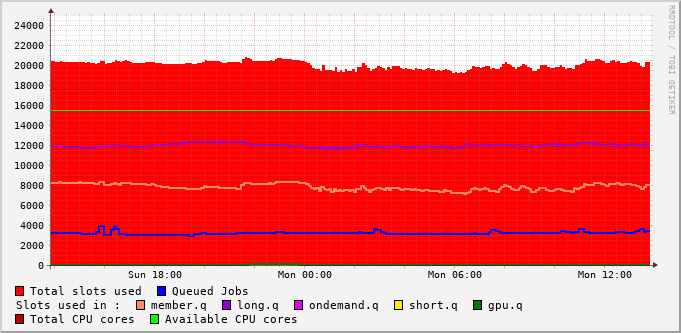 RRDTOOL / TOBI OETIKER
24000
22000
20000
18000
16000
14000
12000
10000
8000
6000
4000
2000
0
Sun 18:00 Mon 00:00 Mon 06:00 Mon 12:00
Total slots used Queued Jobs
Slots used in : member.q long.q ondemand.q short.q gpu.q
Total CPU cores Available CPU cores